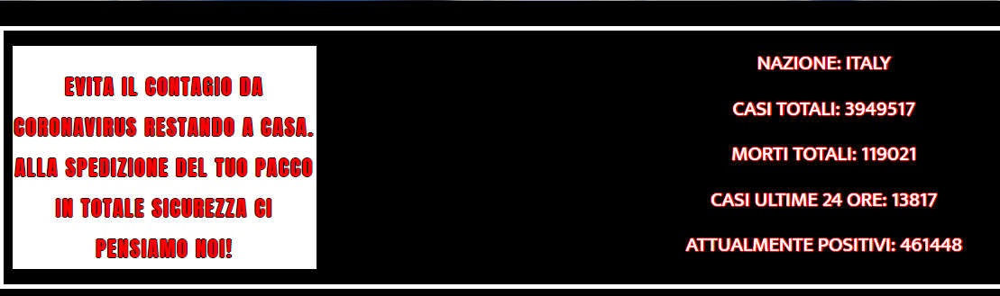 EVITA IL CONTAGIO DA
CORONAVIRUS RESTANDO A CASA.
ALLA SPEDIZIONE DEL TUO PACCO
IN TOTALE SICUREZZA CI
PENSIAMO NOI!
NAZIONE: ITALY
CASI TOTALI: 3949517
MORTI TOTALI: 119021
CASI ULTIME 24 ORE: 13817
ATTUALMENTE POSITIVI: 461448